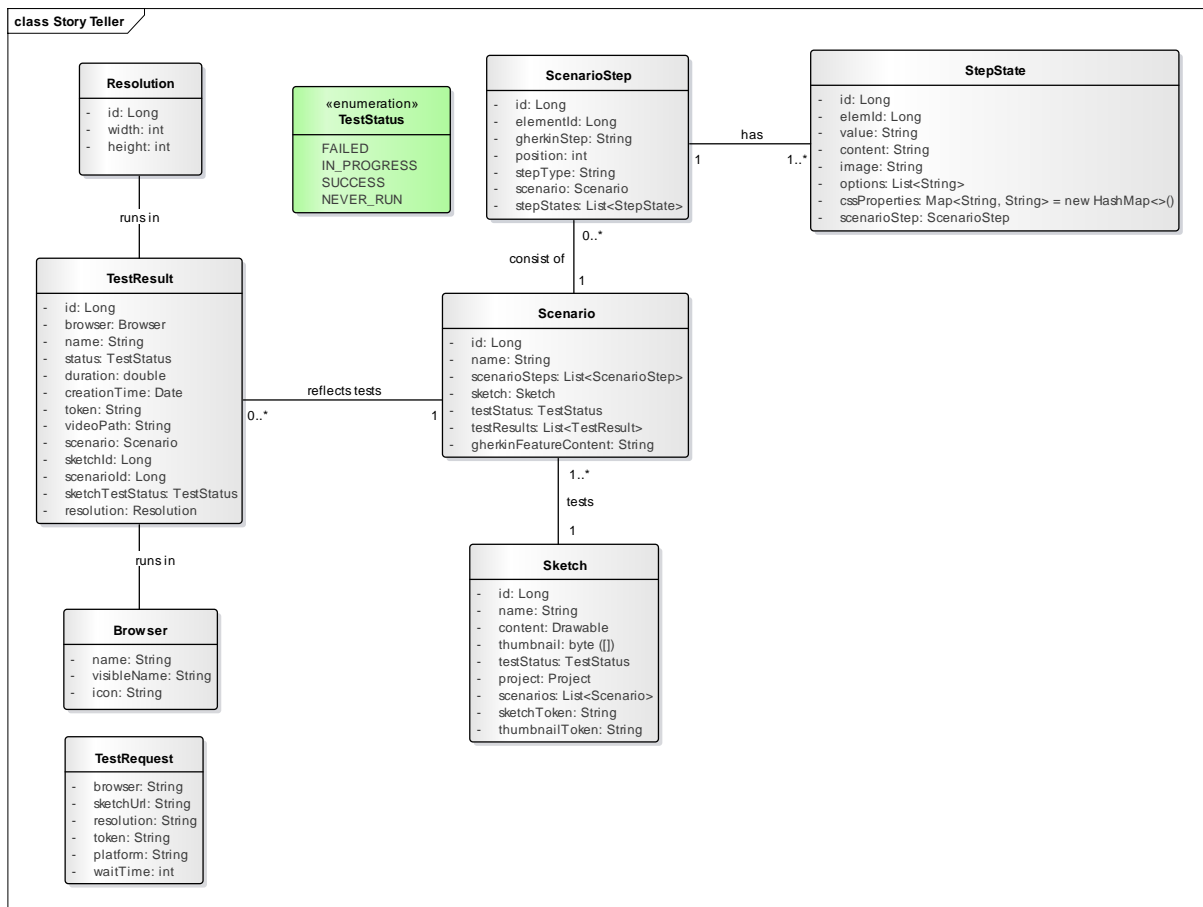 class Story Teller
Resolution
- id: Long
- width: int
- height: int
«enumeration»
TestStatus
FAILED
IN_PROGRESS
SUCCESS
NEVER_RUN
ScenarioStep
- id: Long
- elementId: Long
- gherkinStep: String
- position: int
- stepType: String
- scenario: Scenario
- stepStates: List<StepState>
StepState
- id: Long
- elemId: Long
- value: String
- content: String
- image: String
- options: List<String>
- cssProperties: Map<String, String> = new HashMap<>()
- scenarioStep: ScenarioStep
has
1
1..*
runs in
0..*
consist of
1
TestResult
- id: Long
- browser: Browser
- name: String
- status: TestStatus
- duration: double
- creationTime: Date
- token: String
- videoPath: String
- scenario: Scenario
- sketchId: Long
- scenarioId: Long
- sketchTestStatus: TestStatus
- resolution: Resolution
reflects tests
0..*
1
Scenario
- id: Long
- name: String
- scenarioSteps: List<ScenarioStep>
- sketch: Sketch
- testStatus: TestStatus
- testResults: List<TestResult>
- gherkinFeatureContent: String
1..*
tests
1
runs in
Sketch
- id: Long
- name: String
- content: Drawable
- thumbnail: byte ([])
- testStatus: TestStatus
- project: Project
- scenarios: List<Scenario>
- sketchToken: String
- thumbnailToken: String
Browser
- name: String
- visibleName: String
- icon: String
TestRequest
- browser: String
- sketchUrl: String
- resolution: String
- token: String
- platform: String
- waitTime: int